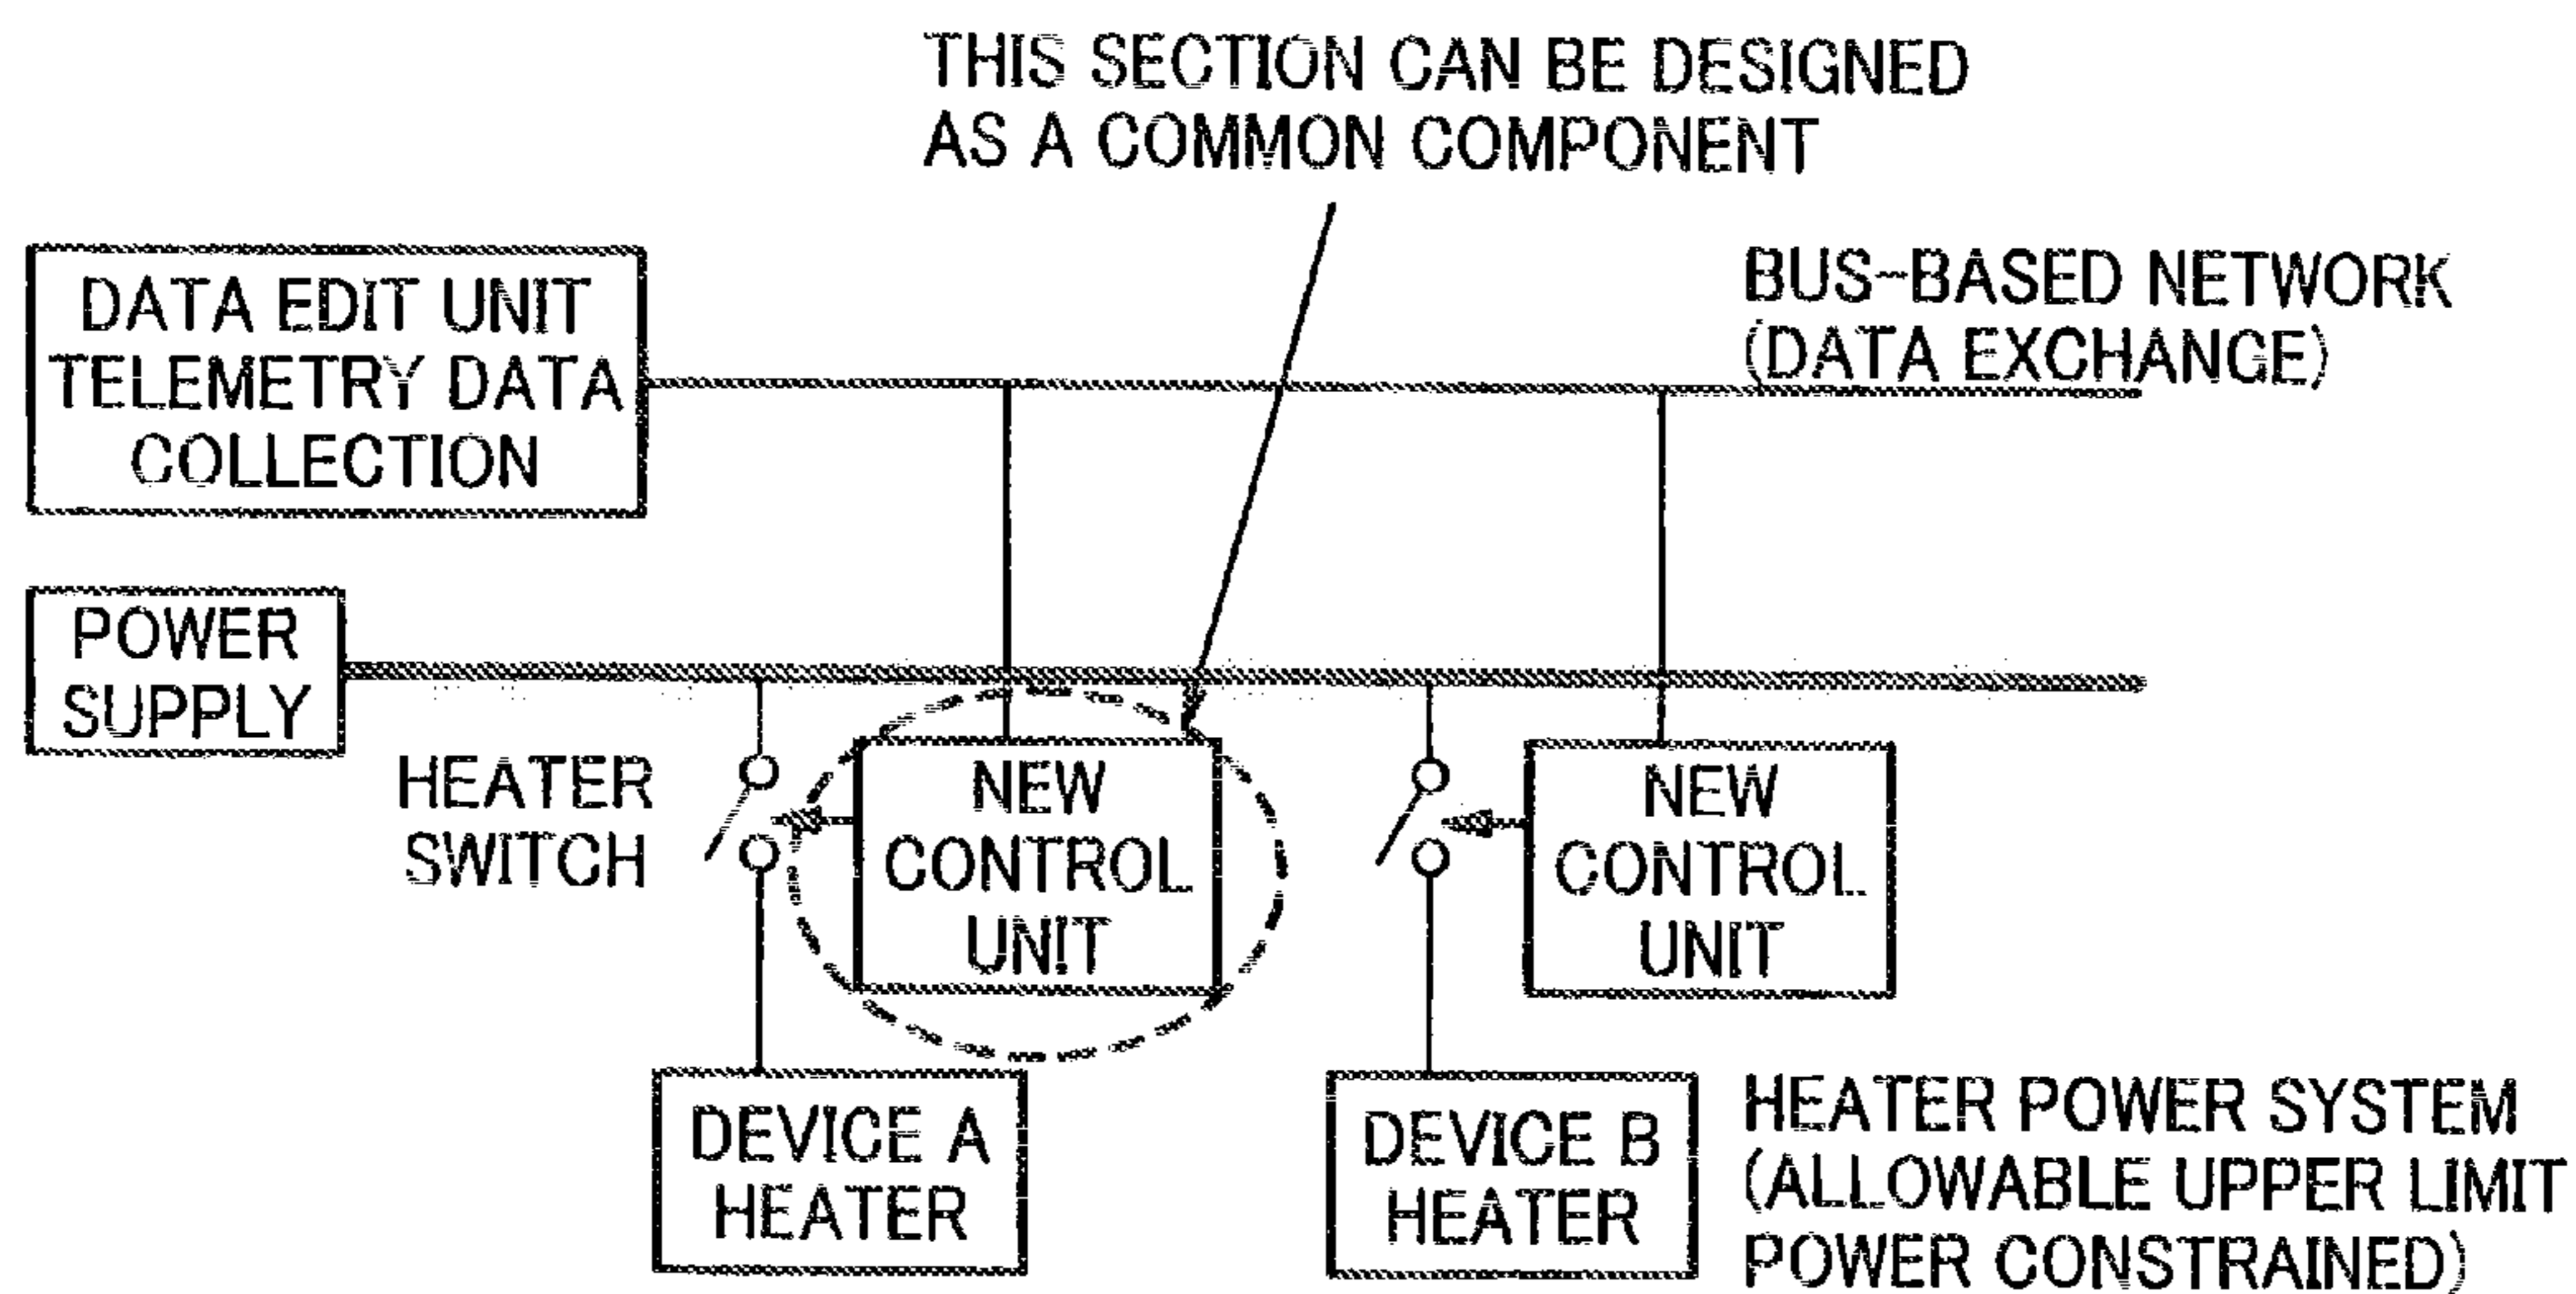 THIS SECTION CAN BE DESIGNED
AS A COMMON COMPONENT
DATA EDIT UNIT
TELEMETRY DATA
COLLECTION
BUS-BASED NETWORK
(DATA EXCHANGE)
POWER
SUPPLY
HEATER
SWITCH
NEW
CONTROL
UNIT
NEW
CONTROL
UNIT
DEVICE A
HEATER
DEVICE B
HEATER
HEATER POWER SYSTEM
(ALLOWABLE UPPER LIMIT
POWER CONSTRAINED)